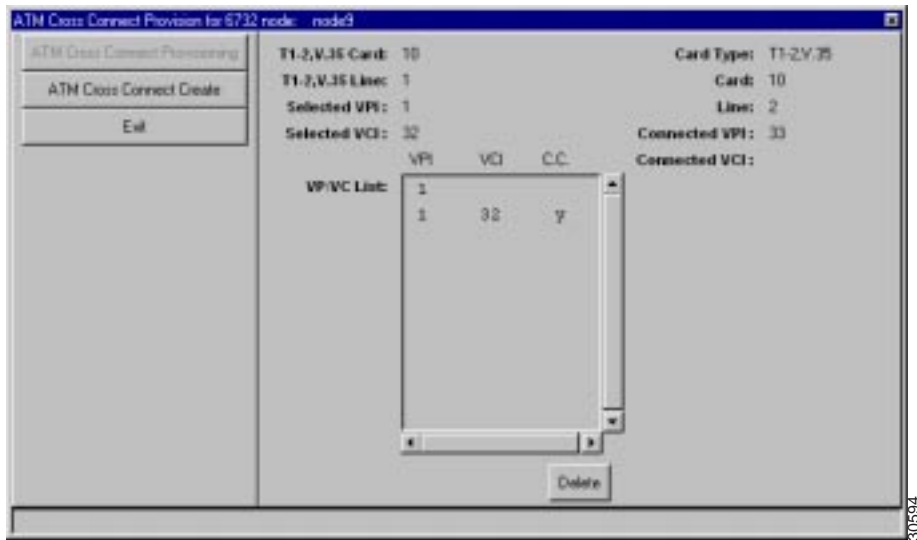 ATM Cross Connect Provision for 6732 node: node9
ATM Cross Connect Provisioning
ATM Cross Connect Create
Exit
T1-2,V.35 Card: 10
T1-2,V.35 Line: 1
Selected VPI: 1
Selected VCI: 32
Card Type: T1-2,V.35
Card: 10
Line: 2
Connected VPI: 33
Connected VCI:
VPI VCI C.C.
VP/VC List:
1
1 32 y
Delete
30594